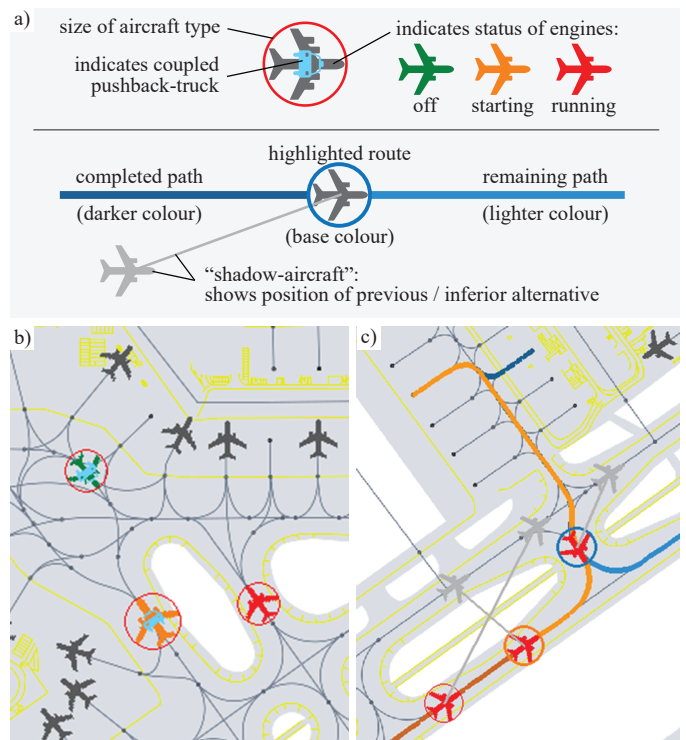 a)
size of aircraft type
indicates status of engines:
indicates coupled
pushback-truck
off
starting
running
highlighted route
completed path
remaining path
(darker colour)
(lighter colour)
(base colour)
“shadow-aircraft”:
shows position of previous / inferior alternative
b)
c)